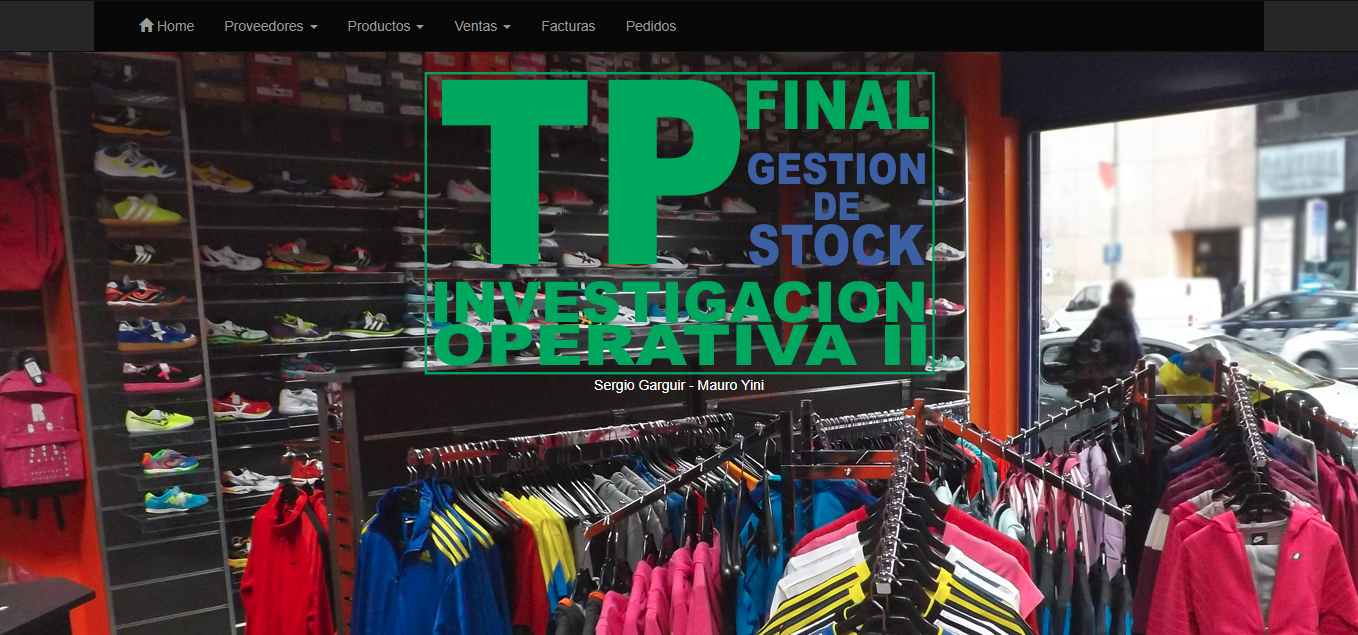 Home Proveedores Productos Ventas Facturas Pedidos
TP FINAL
GESTION
DE
STOCK
INVESTIGACION
OPERATIVA II
Sergio Garguir - Mauro Yini